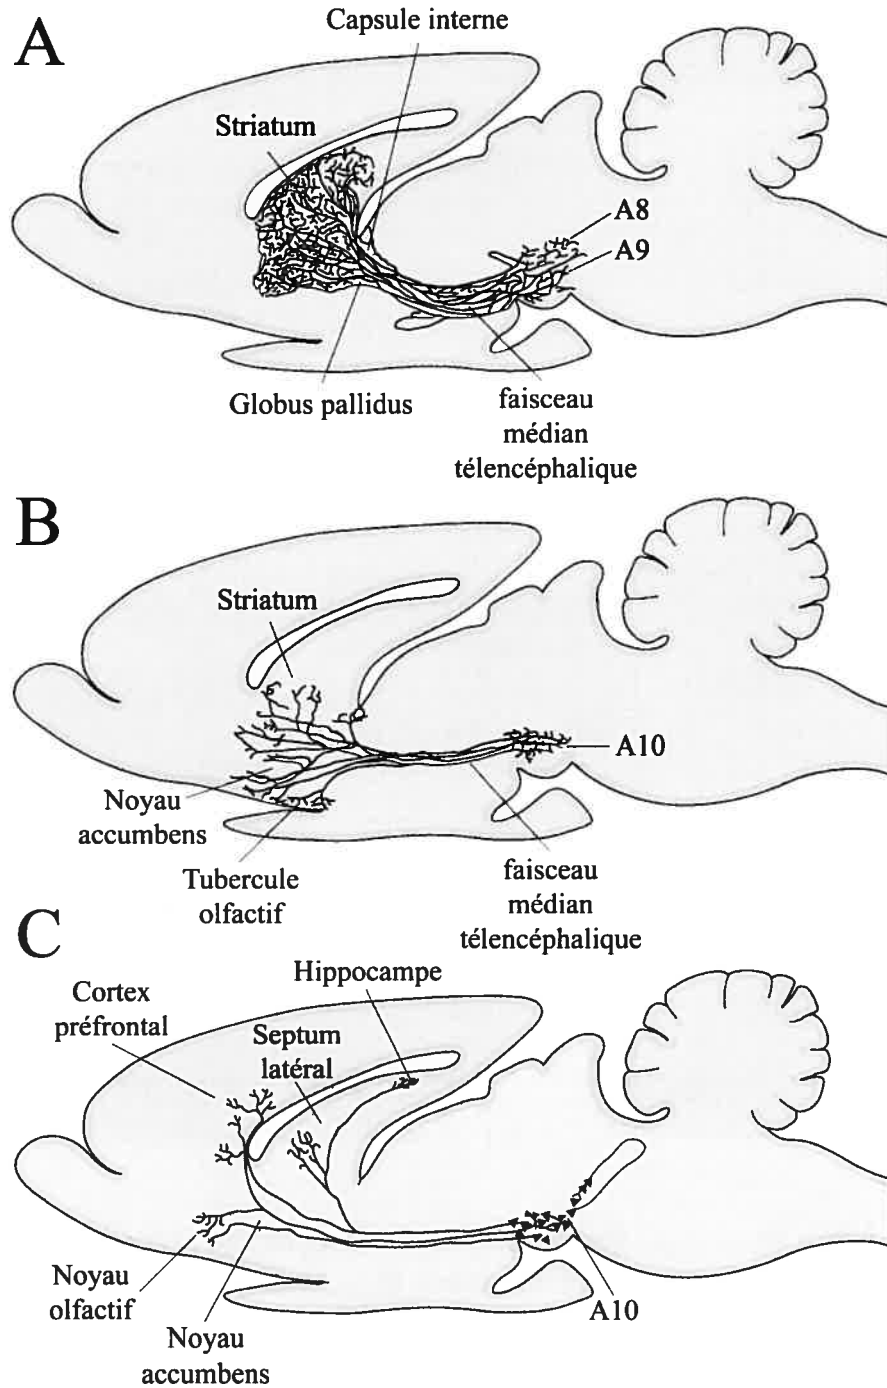 A
Capsule interne
Striatum
A8
A9
Globus pallidus
faisceau
médian
télencéphalique
B
Striatum
A10
Noyau
accumbens
Tubercule
olfactif
faisceau
médian
télencéphalique
C
Hippocampe
Cortex
préfrontal
Septum
latéral
Noyau
olfactif
Noyau
accumbens
A10